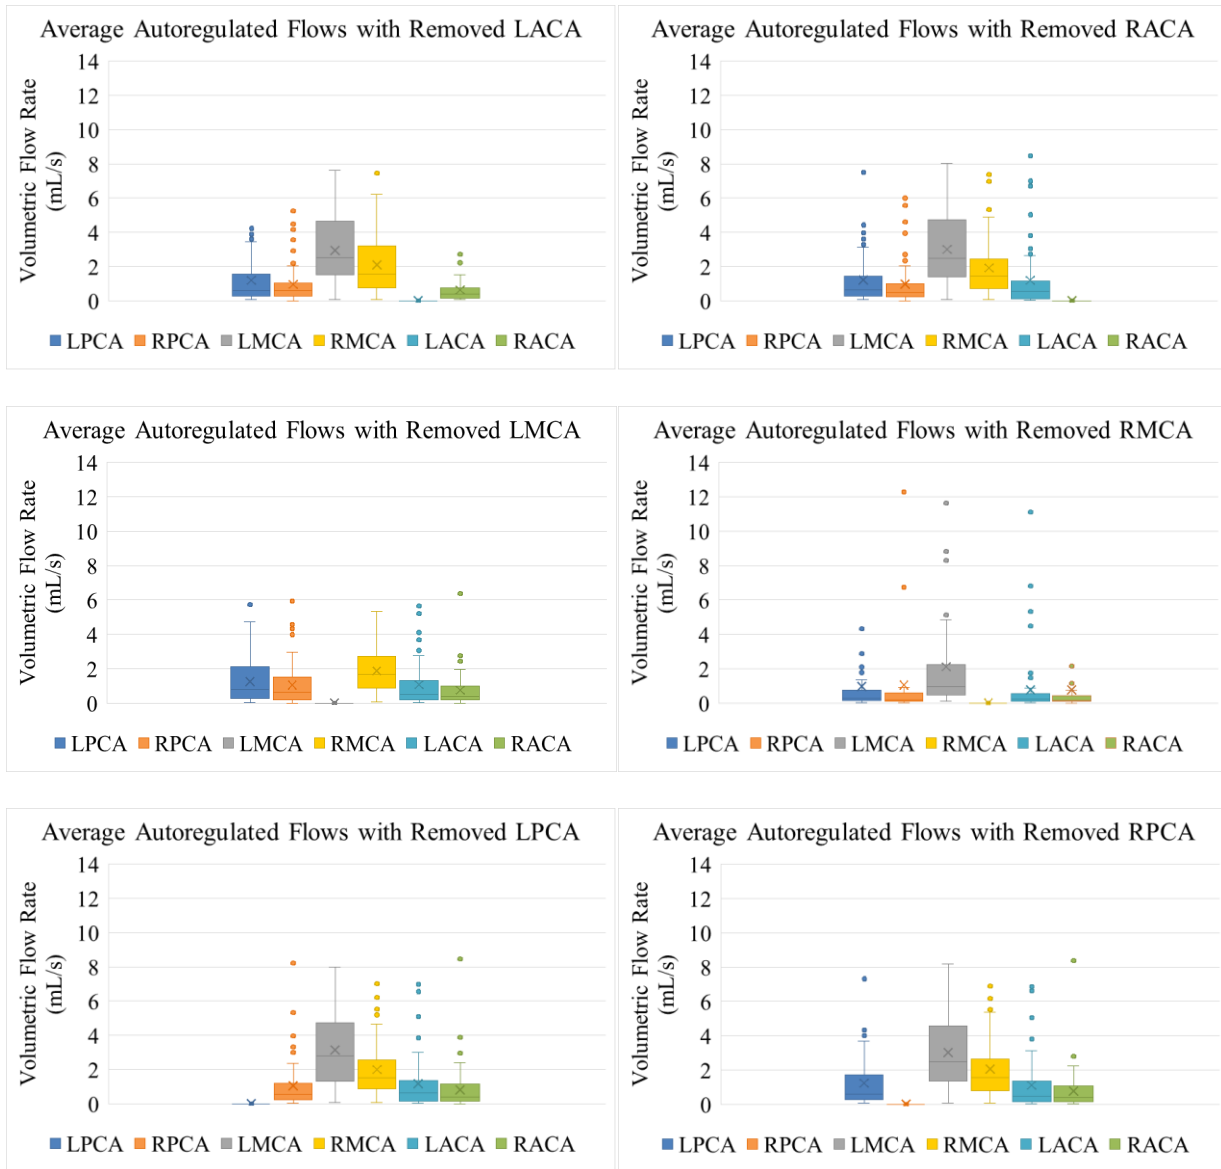 Average Autoregulated Flows with Removed LACA
Volumetric Flow Rate
(mL/s)
14
12
10
8
6
4
2
0
LPCA RPCA LMCA RMCA LACA RACA
Average Autoregulated Flows with Removed RACA
Volumetric Flow Rate
(mL/s)
14
12
10
8
6
4
2
0
LPCA RPCA LMCA RMCA LACA RACA
Average Autoregulated Flows with Removed LMCA
Volumetric Flow Rate
(mL/s)
14
12
10
8
6
4
2
0
LPCA RPCA LMCA RMCA LACA RACA
Average Autoregulated Flows with Removed RMCA
Volumetric Flow Rate
(mL/s)
14
12
10
8
6
4
2
0
LPCA RPCA LMCA RMCA LACA RACA
Average Autoregulated Flows with Removed LPCA
Volumetric Flow Rate
(mL/s)
14
12
10
8
6
4
2
0
LPCA RPCA LMCA RMCA LACA RACA
Average Autoregulated Flows with Removed RPCA
Volumetric Flow Rate
(mL/s)
14
12
10
8
6
4
2
0
LPCA RPCA LMCA RMCA LACA RACA